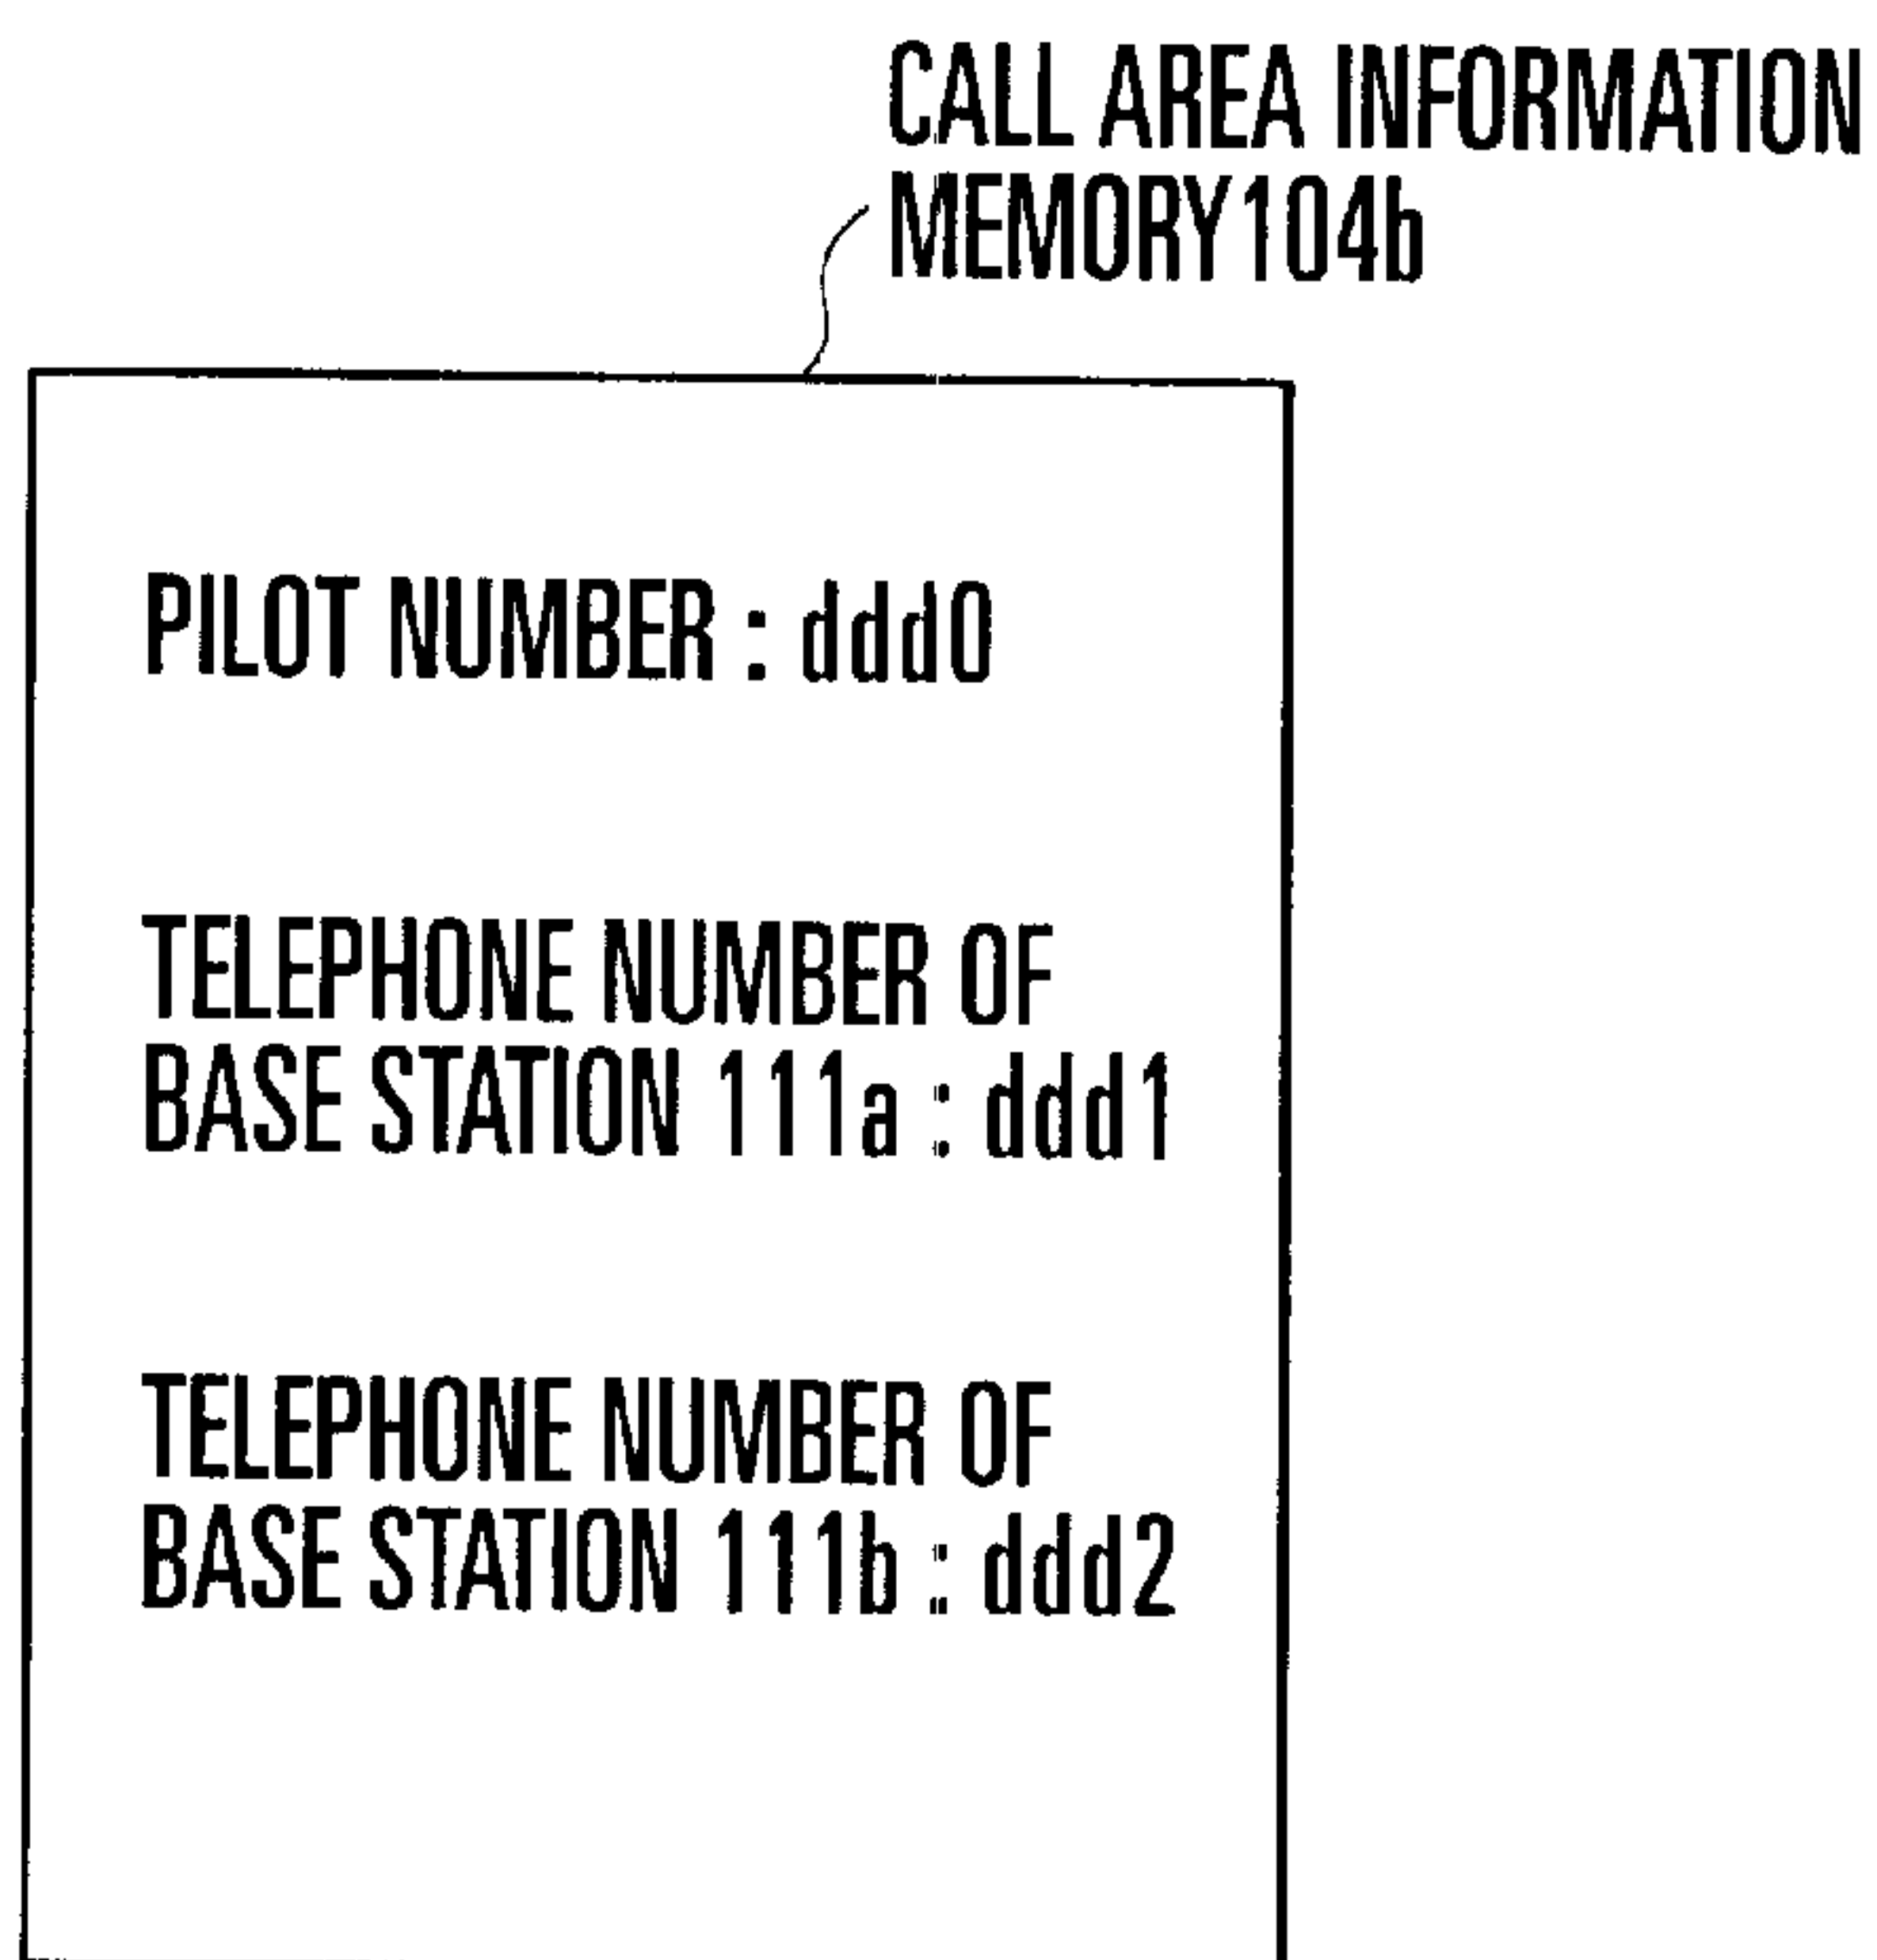 CALL AREA INFORMATION
MEMORY104b
PILOT NUMBER : ddd0
TELEPHONE NUMBER OF
BASE STATION 111a : ddd1
TELEPHONE NUMBER OF
BASE STATION 111b : ddd2